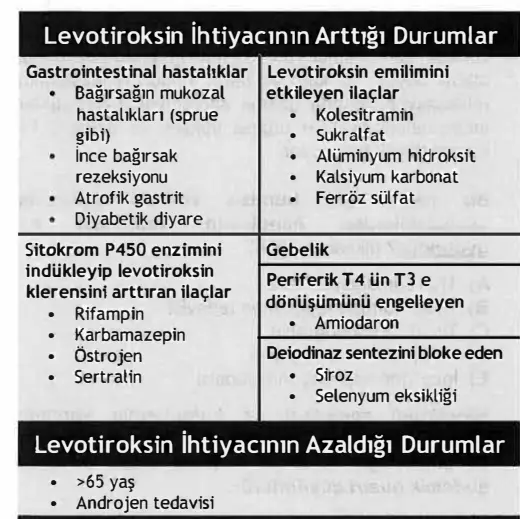 Levotiroksin İhtiyacının Arttığı Durumlar
Gastrointestinal hastalıklar
• Bağırsağın mukozal
hastalıkları (sprue
gibi)
• İnce bağırsak
rezeksiyonu
• Atrofik gastrit
• Diyabetik diyare
Levotiroksin emilimini
etkileyen ilaçlar
• Kolesitramin
• Sukralfat
• Alüminyum hidroksit
• Kalsiyum karbonat
• Ferröz sülfat
Sitokrom P450 enzimini
indükleyip levotiroksin
klerensini arttıran ilaçlar
• Rifampin
• Karbamazepin
• Östrojen
• Sertralin
Gebelik
Periferik T4 ün T3 e
dönüşümünü engelleyen
• Amiodaron
Deiodinaz sentezini bloke eden
• Siroz
• Selenyum eksikliği
Levotiroksin İhtiyacının Azaldığı Durumlar
• >65 yaş
• Androjen tedavisi